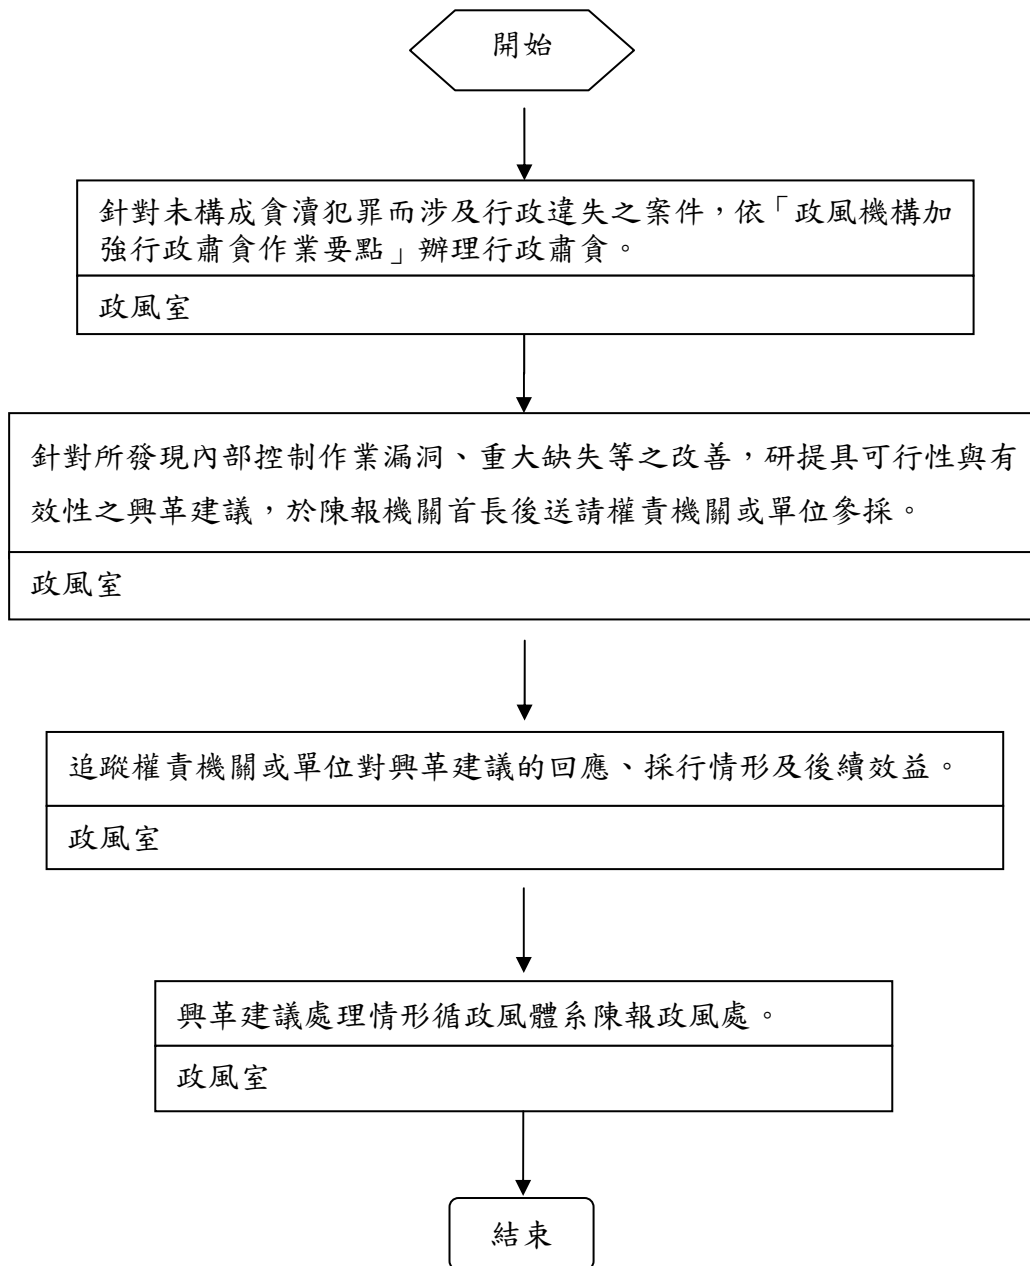 開始
針對未構成貪瀆犯罪而涉及行政違失之案件，依「政風機構加
強行政肅貪作業要點」辦理行政肅貪。
政風室
針對所發現內部控制作業漏洞、重大缺失等之改善，研提具可行性與有
效性之興革建議，於陳報機關首長後送請權責機關或單位參採。
政風室
追蹤權責機關或單位對興革建議的回應、採行情形及後續效益。
政風室
興革建議處理情形循政風體系陳報政風處。
政風室
結束